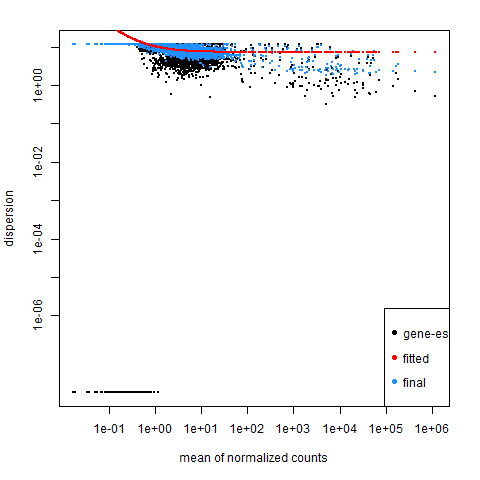 dispersion
1e+00
1e-02
1e-04
1e-06
gene-es
fitted
final
1e-01 1e+00 1e+01 1e+02 1e+03 1e+04 1e+05 1e+06
mean of normalized counts